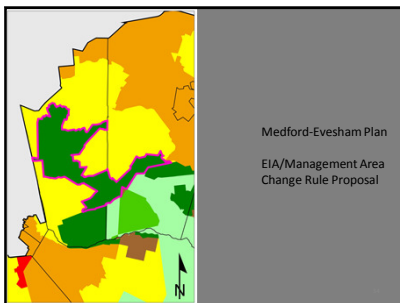 Medford-Evesham Plan
EIA/Management Area
Change Rule Proposal
N